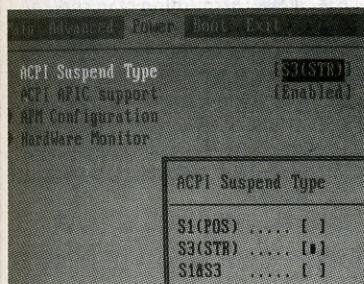 Main Advanced Power Boot Exit
ACPI Suspend Type [S3(STR)]
ACPI APIC support [Enabled]
APM Configuration
HardWare Monitor
ACPI Suspend Type
S1(POS) ..... [ ]
S3(STR) ..... [■]
S1&S3 ..... [ ]